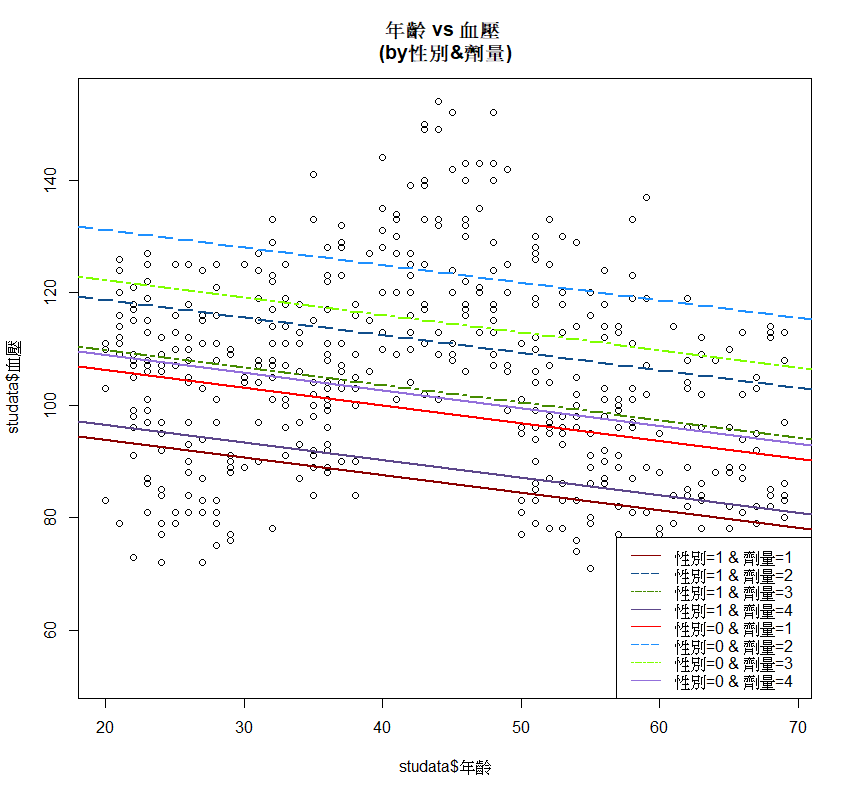 年齡 vs 血壓
(by性別&劑量)
studata$血壓
140
120
100
80
60
20 30 40 50 60 70
studata$年齡
性別=1 & 劑量=1
性別=1 & 劑量=2
性別=1 & 劑量=3
性別=1 & 劑量=4
性別=0 & 劑量=1
性別=0 & 劑量=2
性別=0 & 劑量=3
性別=0 & 劑量=4